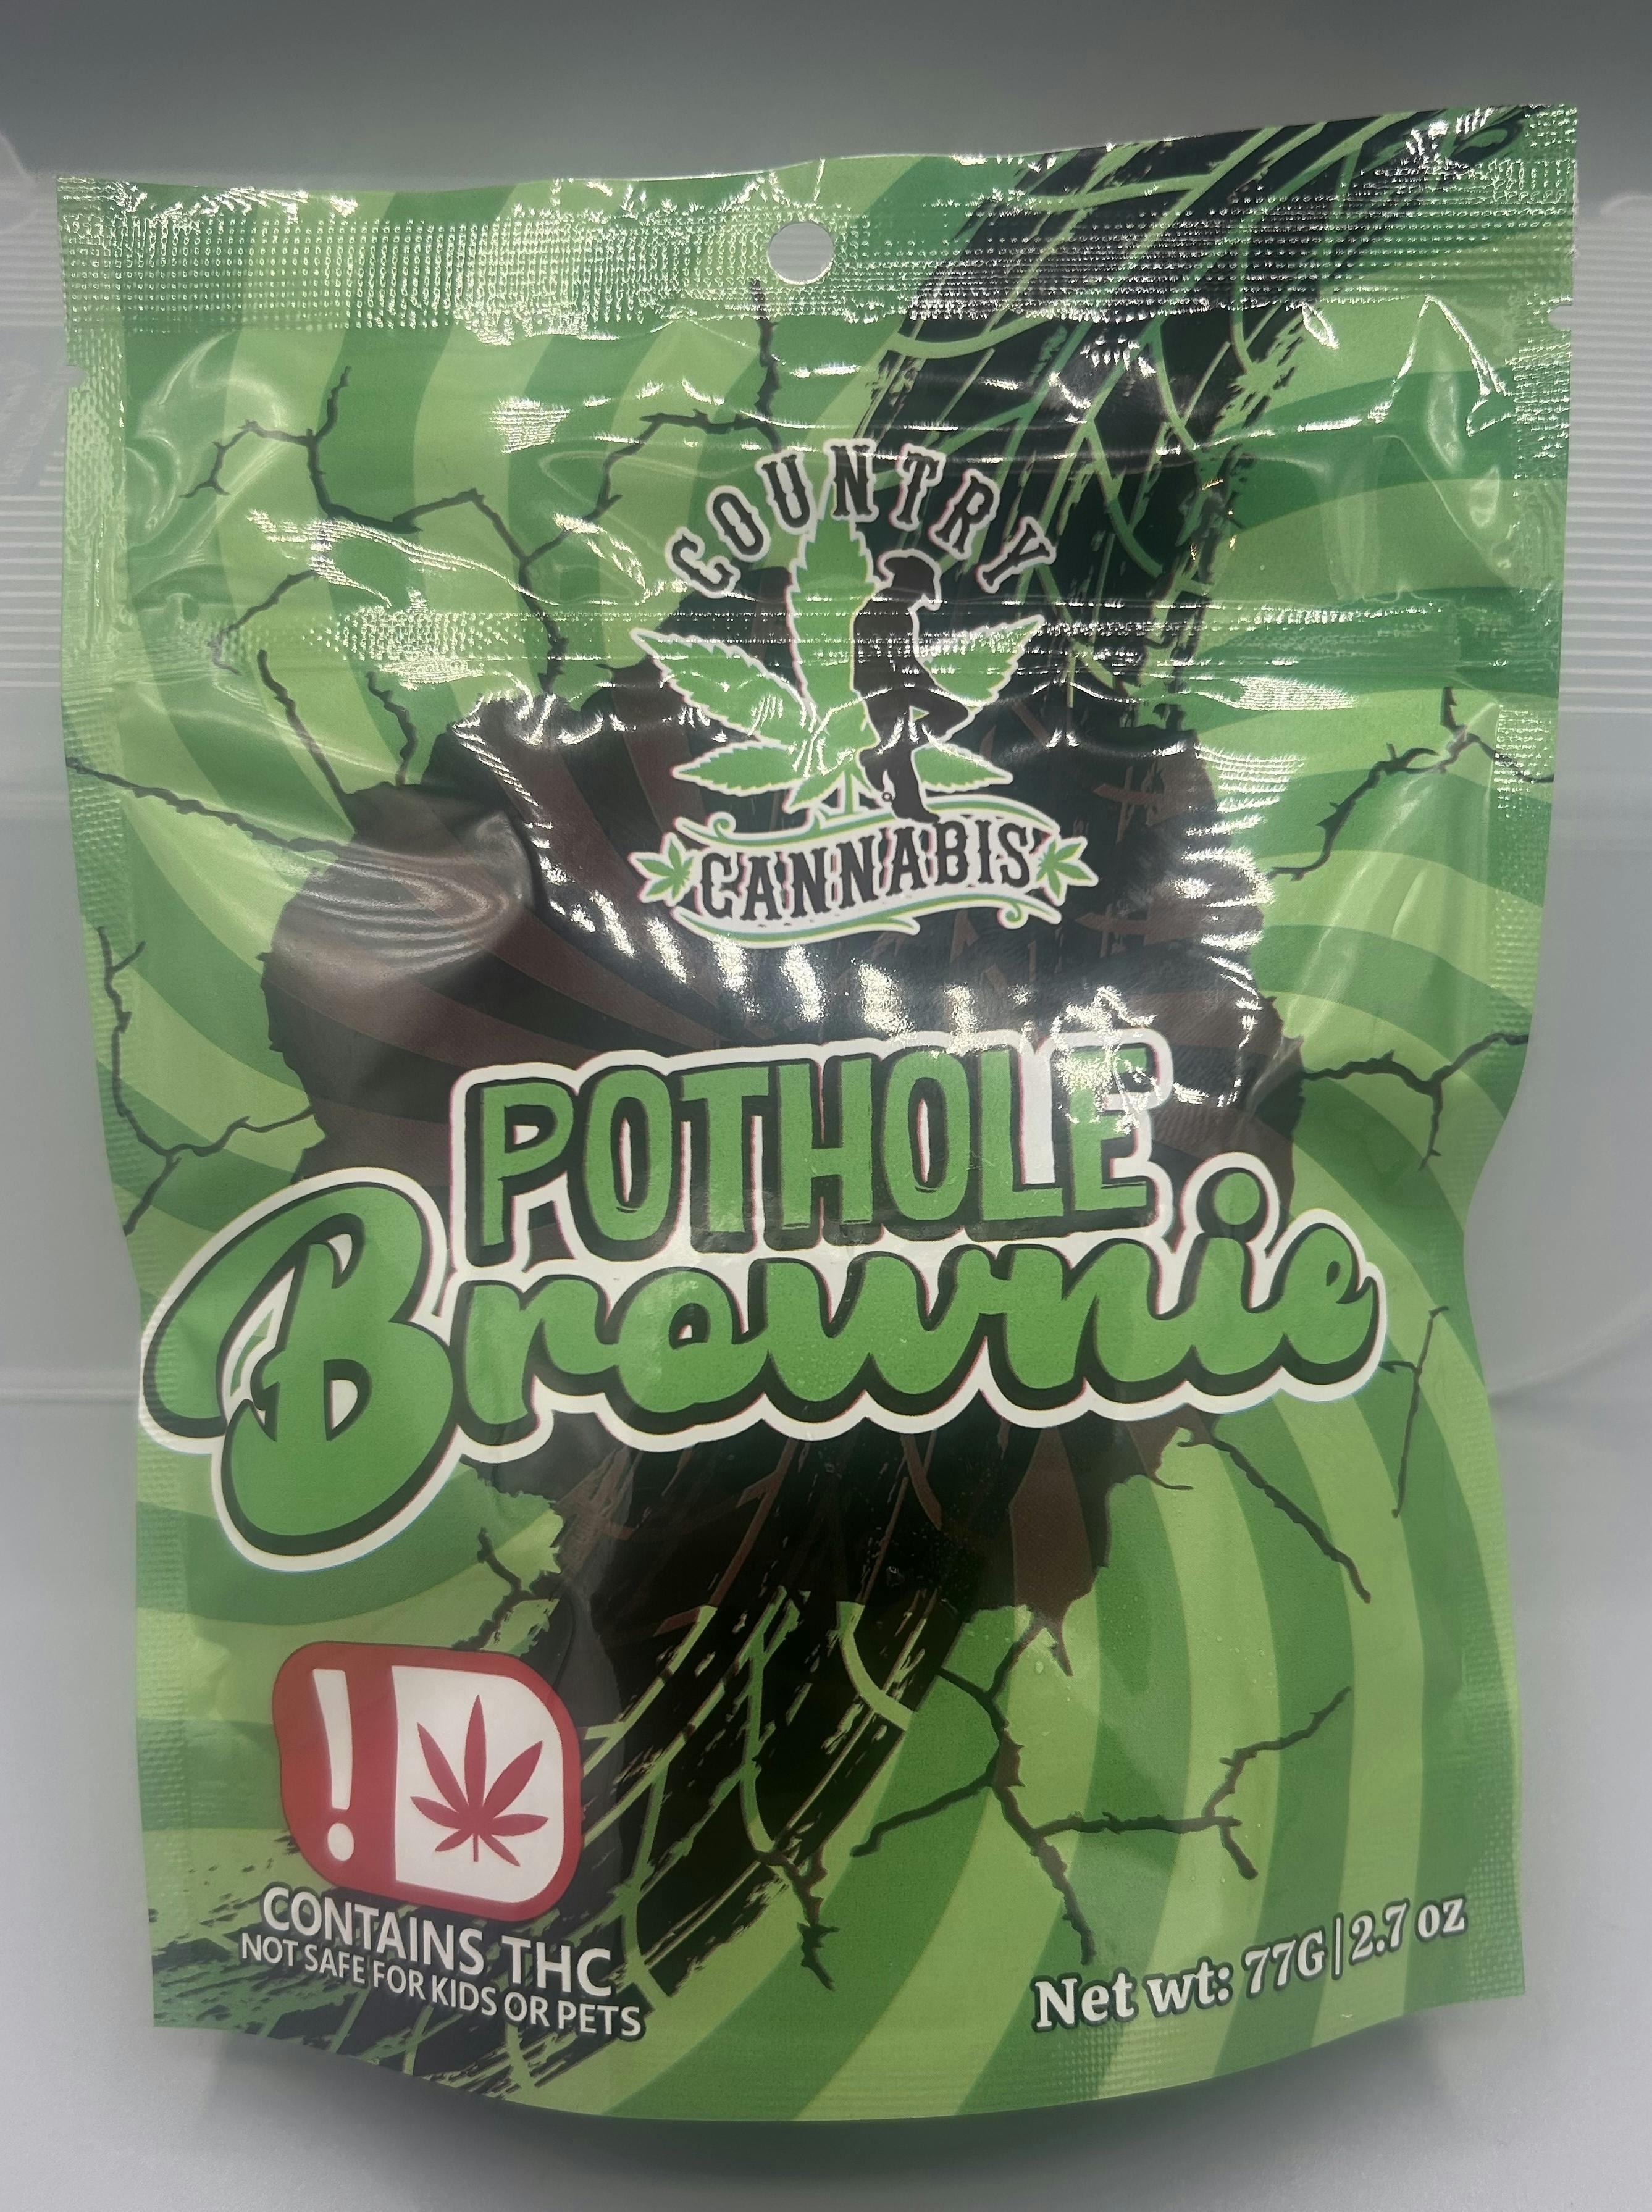 COUNTRY
CANNABIS
POTHOLE
Brownie
!
CONTAINS THC
NOT SAFE FOR KIDS OR PETS
Net wt: 77G|2.7 oz